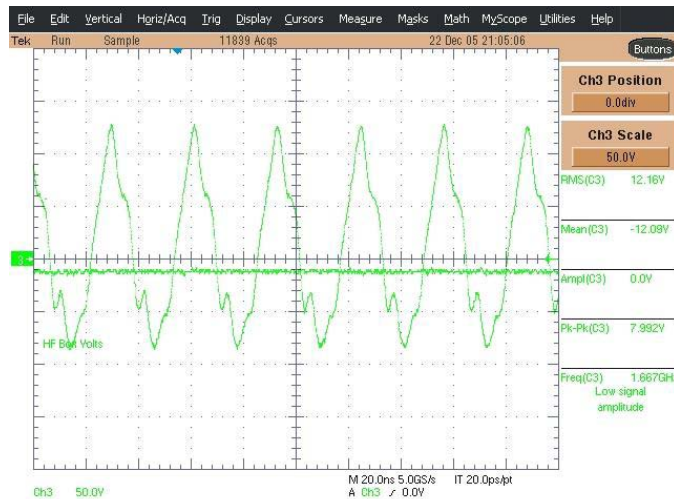 File Edit Vertical Horiz/Acq Trig Display Cursors Measure Masks Math MyScope Utilities Help
Tek Run Sample 11839 Acqs 22 Dec 05 21:05:06 Buttons
Ch3 Position
0.0div
Ch3 Scale
50.0V
RMS(C3) 12.16V
Mean(C3) -12.09V
3
Ampl(C3) 0.0V
Pk-Pk(C3) 7.992V
HF Volts
Freq(C3) 1.667GH
Low signal
amplitude
M 20.0ns 5.0GS/s IT 20.0ps/pt
Ch3 50.0V A Ch3 / 0.0V